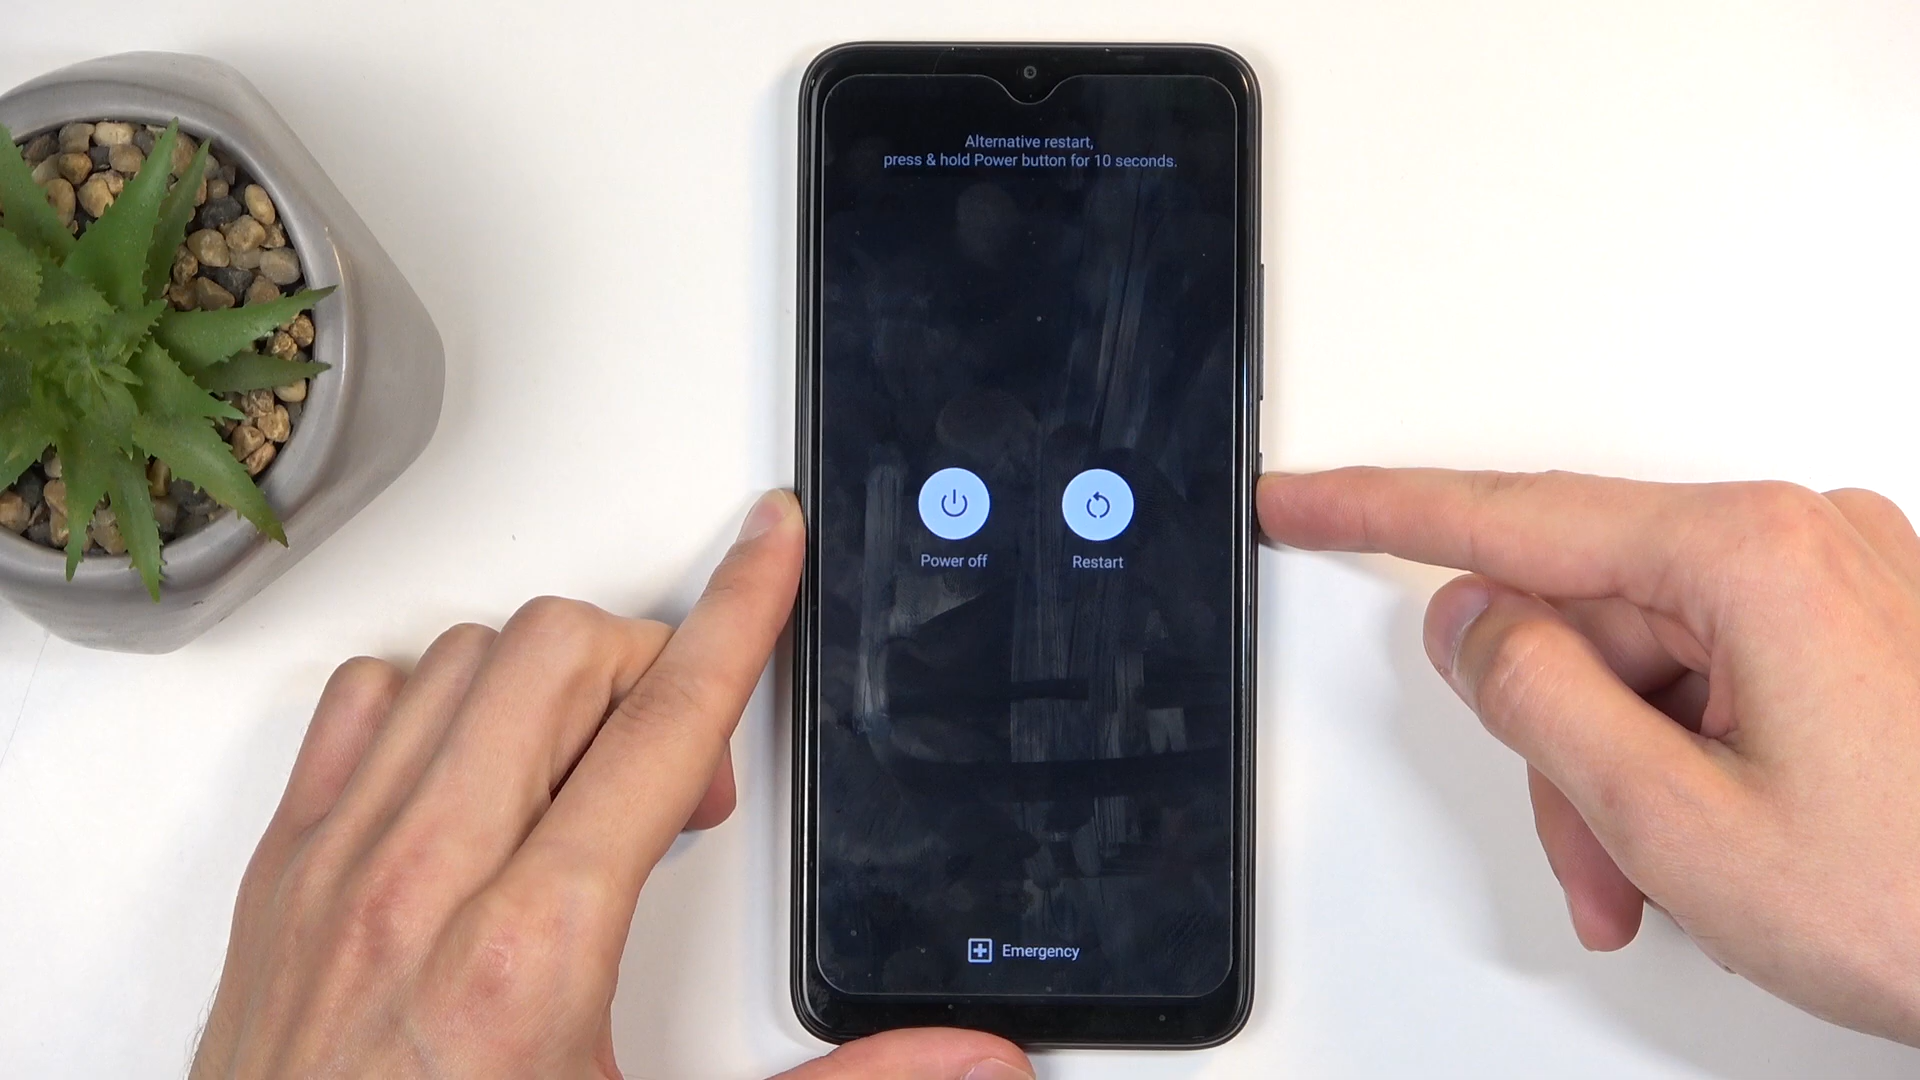 Alternative restart,
press & hold Power button for 10 seconds.
Power off
Restart
Emergency